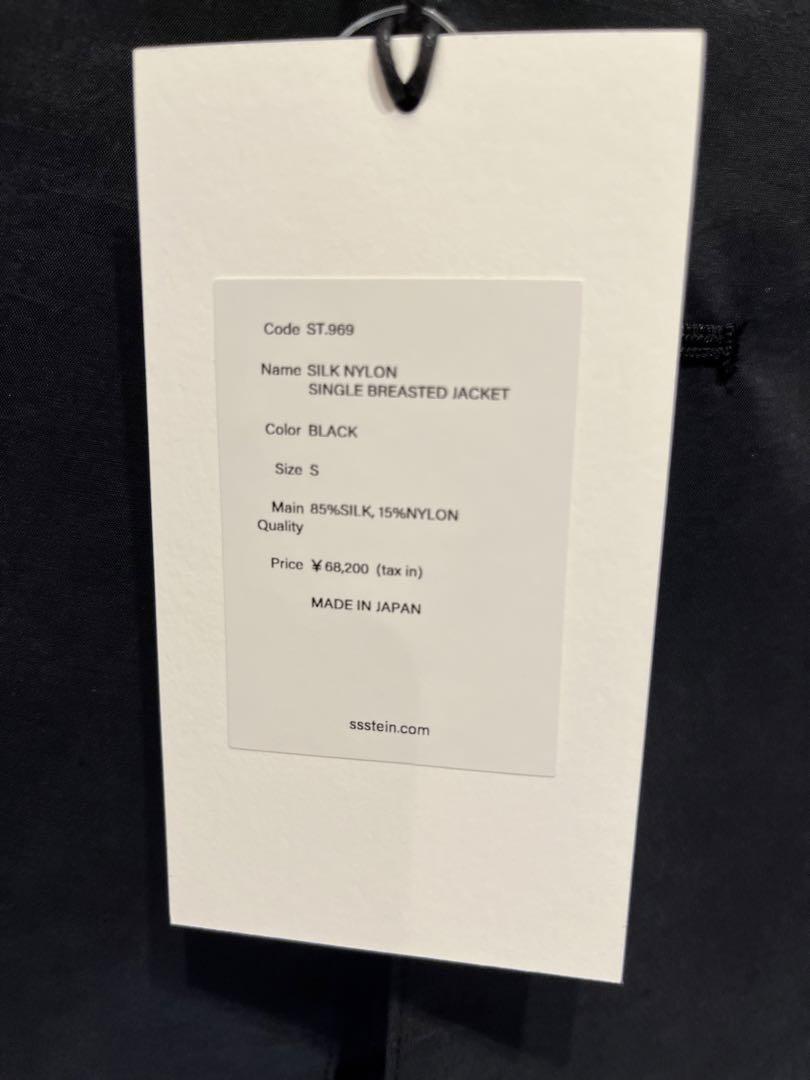 Code ST.969
Name SILK NYLON
SINGLE BREASTED JACKET
Color BLACK
Size S
Main 85%SILK, 15%NYLON
Quality
Price ¥68,200 (tax in)
MADE IN JAPAN
ssstein.com